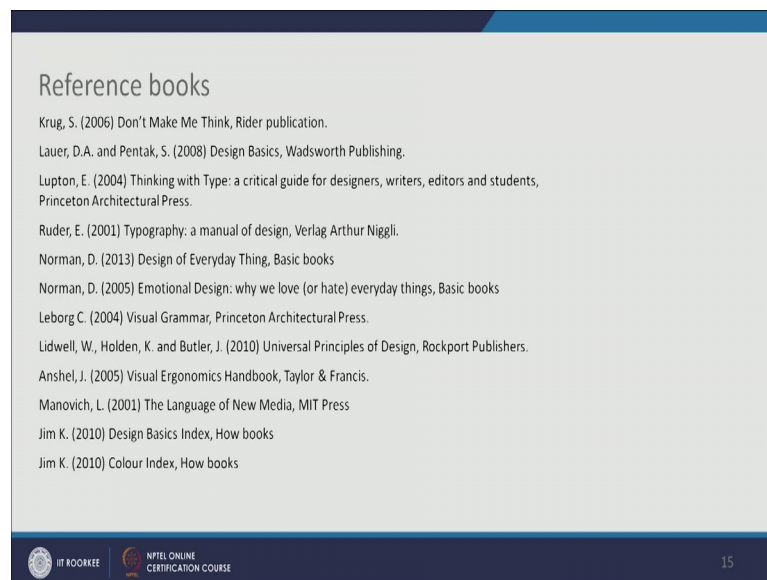 Reference books
Krug, S. (2006) Don't Make Me Think, Rider publication.
Lauer, D.A. and Pentak, S. (2008) Design Basics, Wadsworth Publishing.
Lupton, E. (2004) Thinking with Type: a critical guide for designers, writers, editors and students,
Princeton Architectural Press.
Ruder, E. (2001) Typography: a manual of design, Verlag Arthur Niggli.
Norman, D. (2013) Design of Everyday Thing, Basic books
Norman, D. (2005) Emotional Design: why we love (or hate) everyday things, Basic books
Leborg C. (2004) Visual Grammar, Princeton Architectural Press.
Lidwell, W., Holden, K. and Butler, J. (2010) Universal Principles of Design, Rockport Publishers.
Anshel, J. (2005) Visual Ergonomics Handbook, Taylor & Francis.
Manovich, L. (2001) The Language of New Media, MIT Press
Jim K. (2010) Design Basics Index, How books
Jim K. (2010) Colour Index, How books
IIT ROORKEE
NPTEL
NPTEL ONLINE
CERTIFICATION COURSE
15